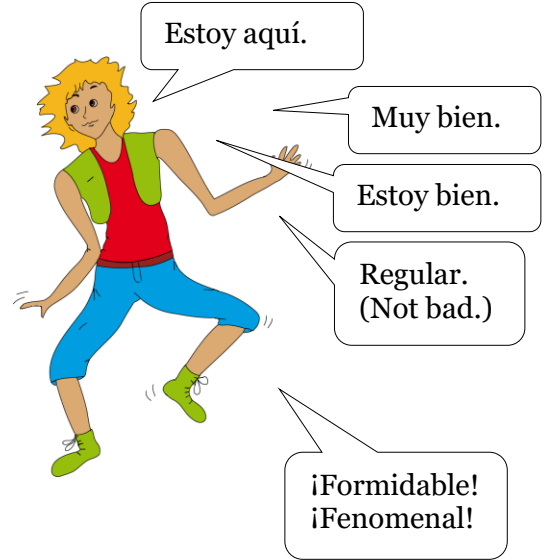 Estoy aquí.
Muy bien.
Estoy bien.
Regular.
(Not bad.)
¡Formidable!
¡Fenomenal!